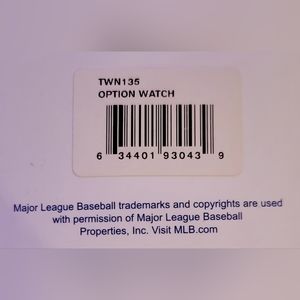 TWN135
OPTION WATCH
6 34401 93043 9
Major League Baseball trademarks and copyrights are used
with permission of Major League Baseball
Properties, Inc. Visit MLB.com